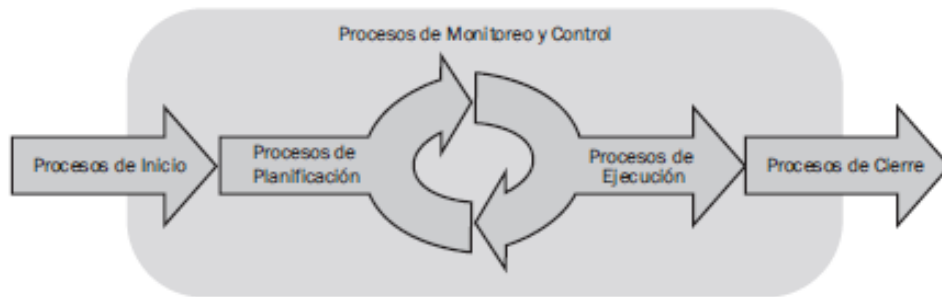 Procesos de Monitoreo y Control
Procesos de Inicio
Procesos de
Planificación
Procesos de
Ejecución
Procesos de Cierre